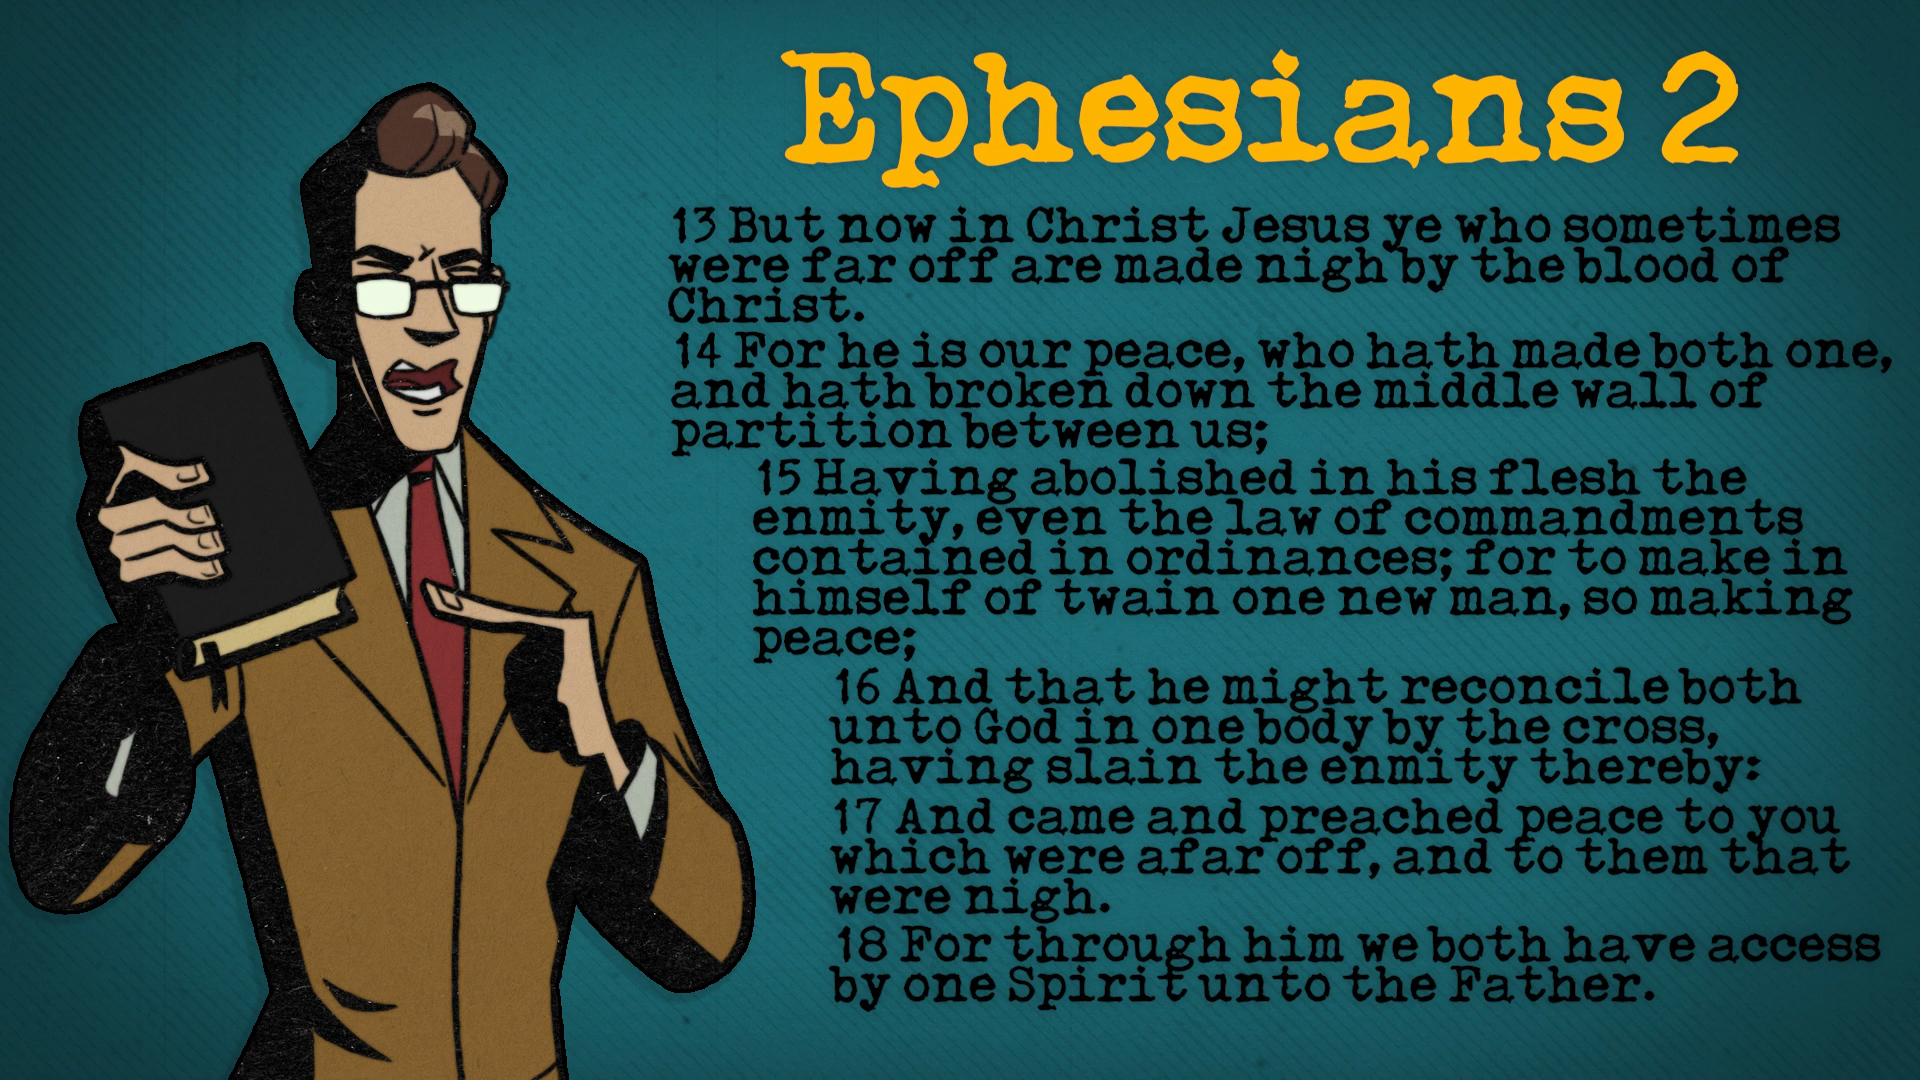 Ephesians 2
13 But now in Christ Jesus ye who sometimes
were far off are made nigh by the blood of
Christ.
14 For he is our peace, who hath made both one,
and hath broken down the middle wall of
partition between us;
15 Having abolished in his flesh the
enmity, even the law of commandments
contained in ordinances; for to make in
himself of twain one new man, so making
peace;
16 And that he might reconcile both
unto God in one body by the cross,
having slain the enmity thereby:
17 And came and preached peace to you
which were afar off, and to them that
were nigh.
18 For through him we both have access
by one Spirit unto the Father.